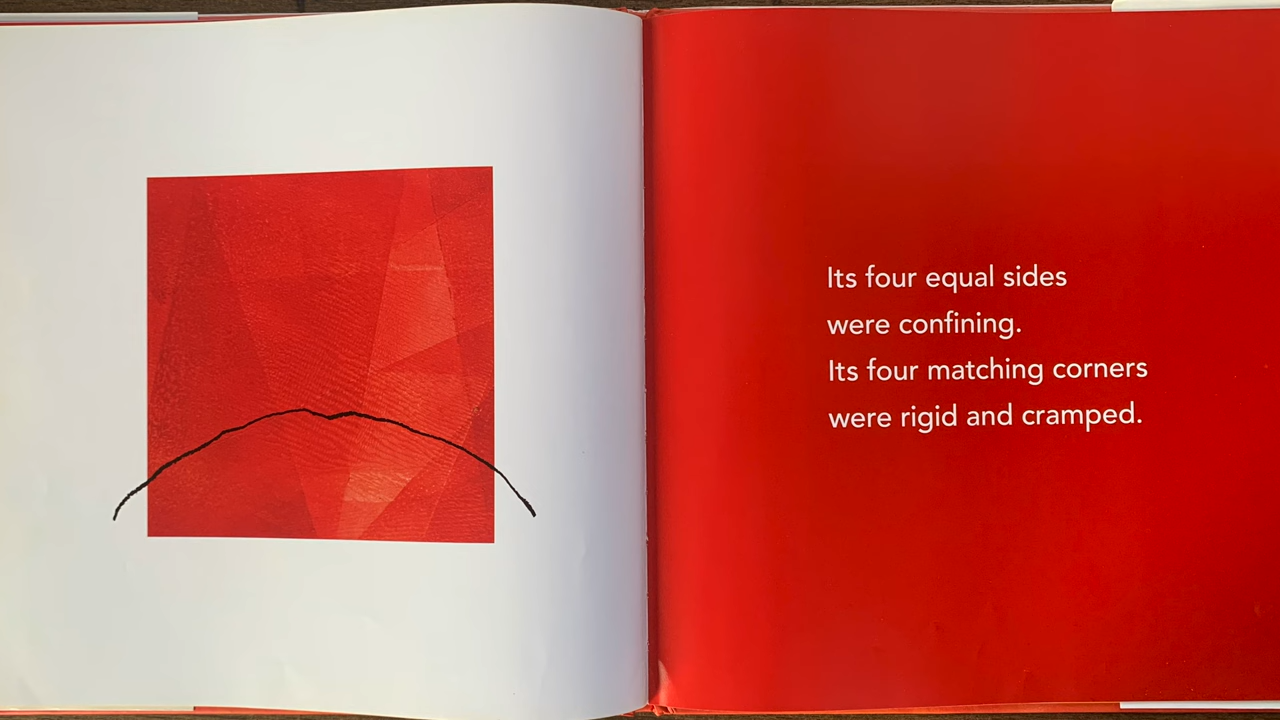 Its four equal sides
were confining.
Its four matching corners
were rigid and cramped.